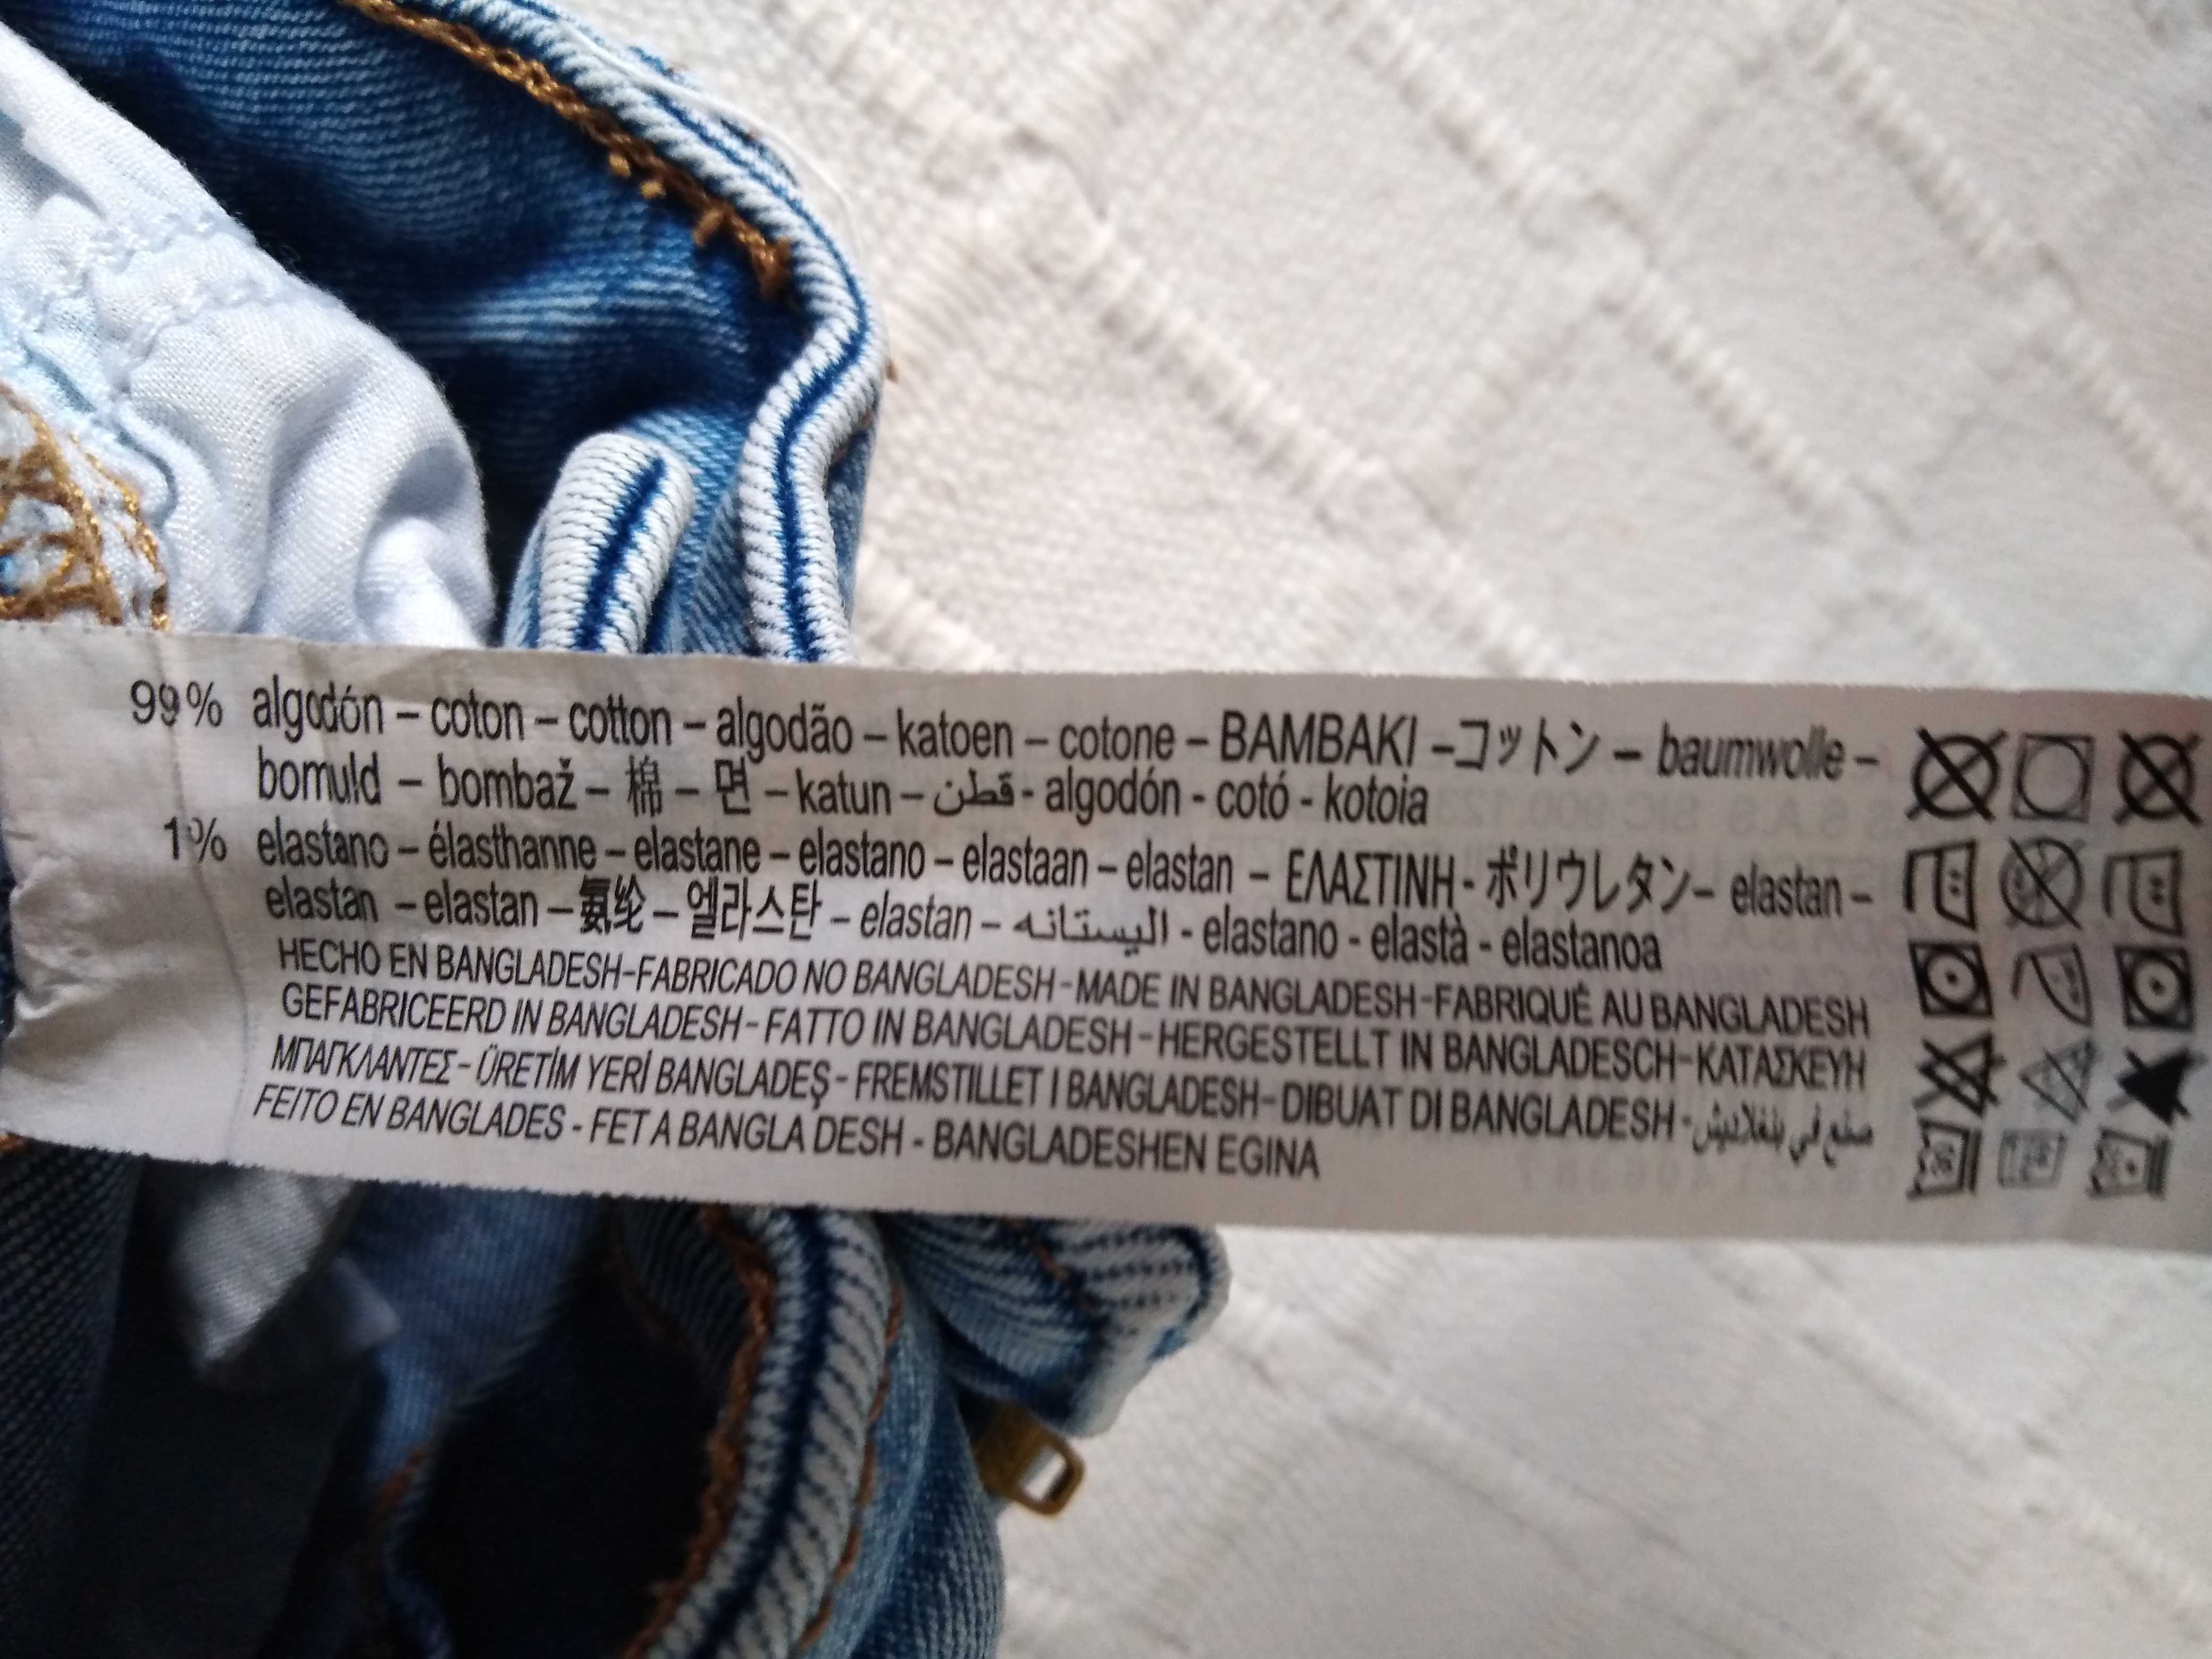 99% algodón – coton – cotton – algodão – katoen – cotone – BAMBAKI –コットン – baumwolle –
bomuld – bombaž – 棉 – 면 – katun – قطن - algodón - cotó - kotoia
1% elastano – élasthanne – elastane – elastano – elastaan – elastan – ΕΛΑΣΤΙΝΗ - ポリウレタン – elastan –
elastan – elastan – 氨纶 – 엘라스탄 – elastan – اليستانه - elastano - elastà - elastanoa
HECHO EN BANGLADESH-FABRICADO NO BANGLADESH-MADE IN BANGLADESH-FABRIQUÉ AU BANGLADESH
GEFABRICEERD IN BANGLADESH-FATTO IN BANGLADESH-HERGESTELLT IN BANGLADESCH-ΚΑΤΑΣΚΕΥΗ
ΜΠΑΓΚΛΑΝΤΕΣ-ÜRETİM YERİ BANGLADEŞ-FREMSTILLET I BANGLADESH-DIBUAT DI BANGLADESH-صنع في بنغلاديش
FEITO EN BANGLADES - FET A BANGLA DESH - BANGLADESHEN EGINA